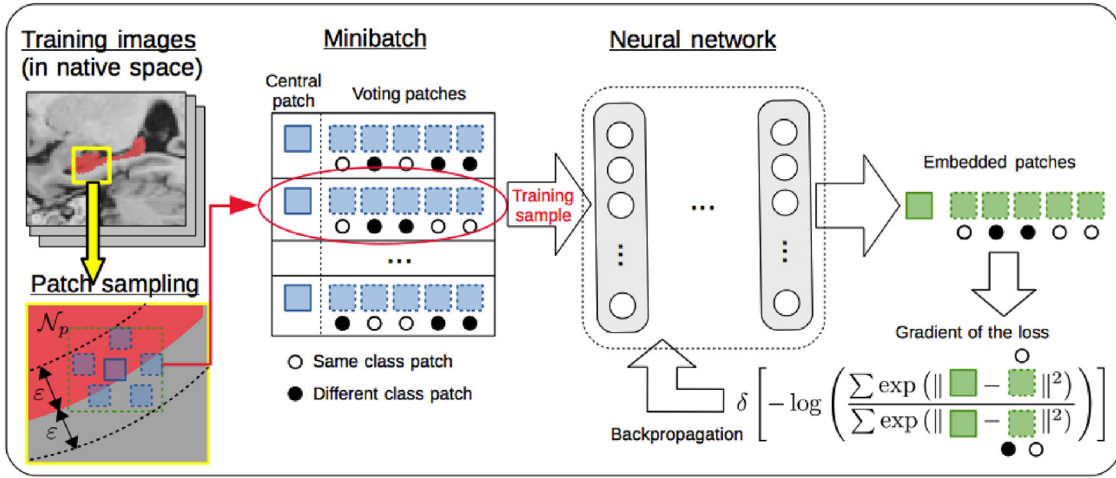 Training images
(in native space)
Patch sampling
𝒩p
ε
ε
Minibatch
Central
patch
Voting patches
...
Same class patch
Different class patch
Training
sample
Neural network
...
...
...
Embedded patches
Gradient of the loss
δ [ − log ( ∑ exp (‖ − ‖²) / ∑ exp (‖ − ‖²) ) ]
Backpropagation